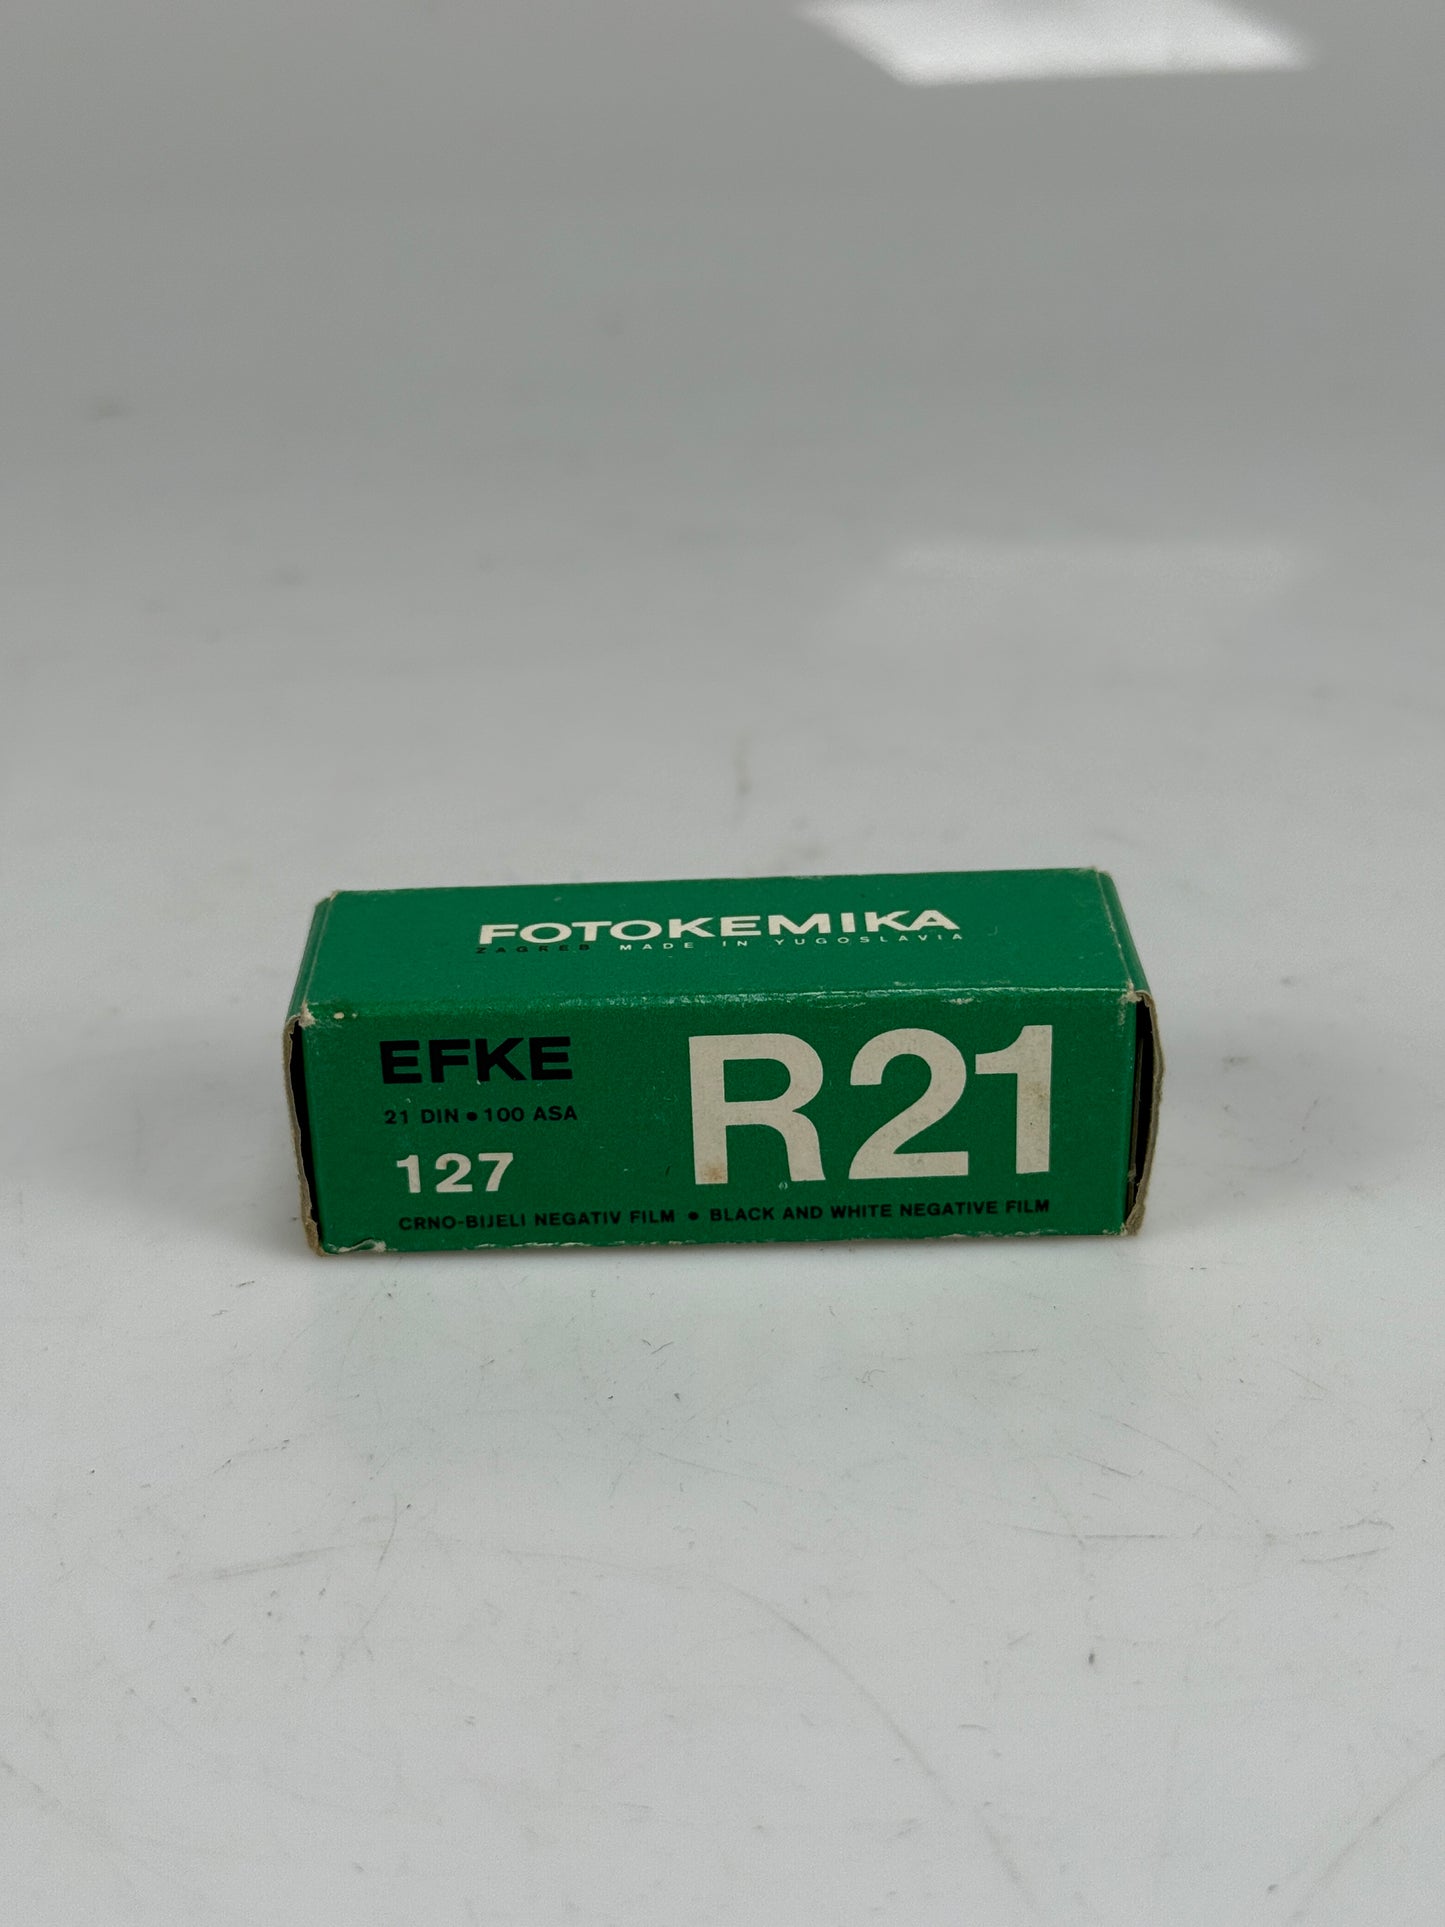 FOTOKEMIKA
ZAGREB MADE IN YUGOSLAVIA
EFKE
21 DIN • 100 ASA
127
R21
CRNO-BIJELI NEGATIV FILM • BLACK AND WHITE NEGATIVE FILM